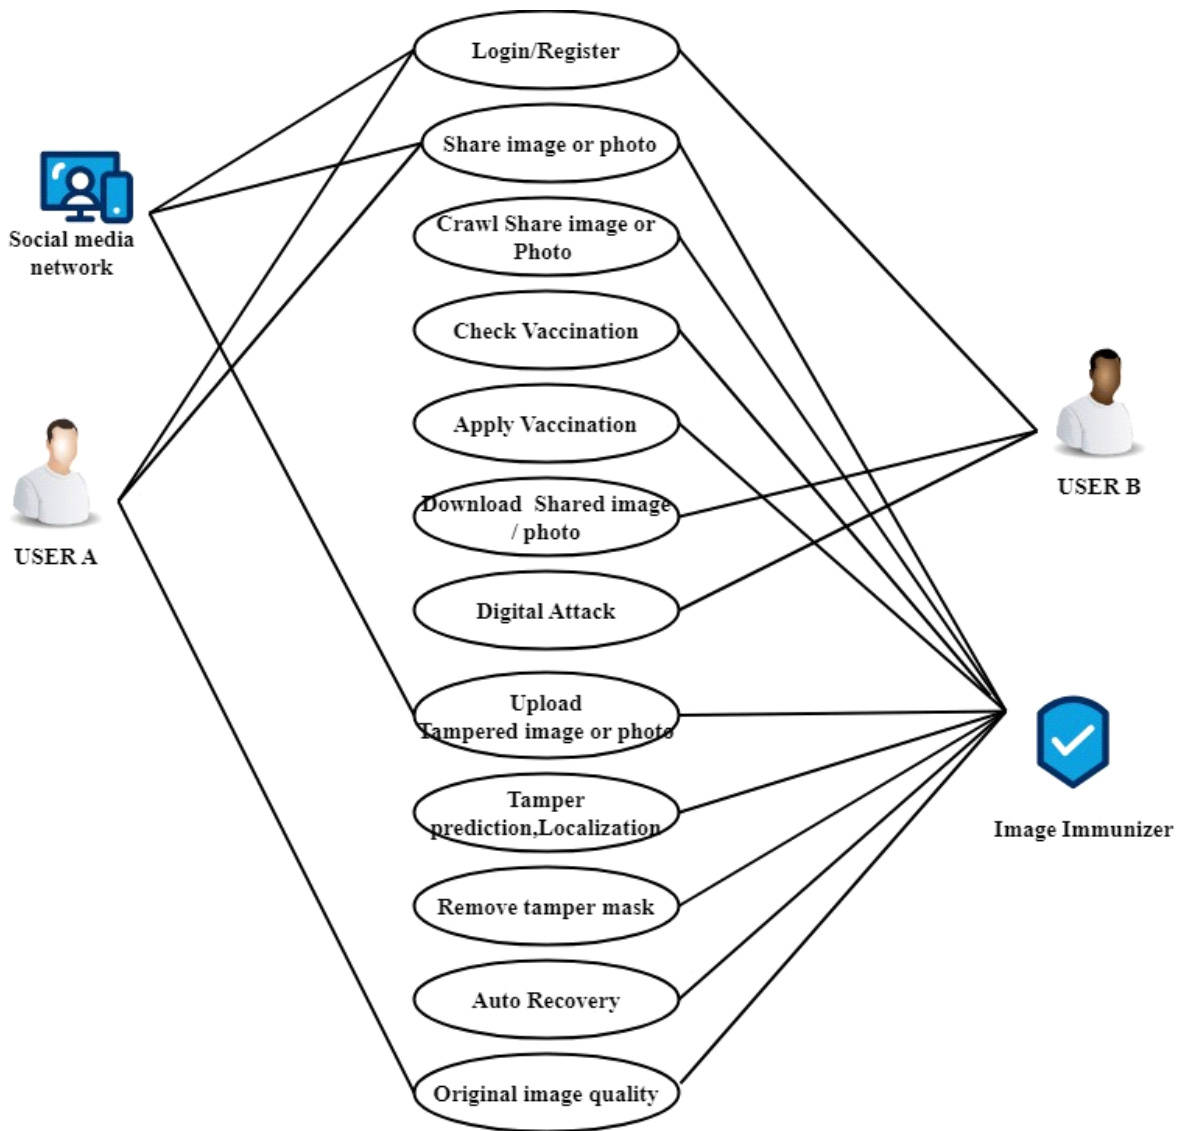 Login/Register
Share image or photo
Crawl Share image or
Photo
Check Vaccination
Apply Vaccination
Download Shared image
/ photo
Digital Attack
Upload
Tampered image or photo
Tamper
prediction,Localization
Remove tamper mask
Auto Recovery
Original image quality
Social media
network
USER A
USER B
Image Immunizer